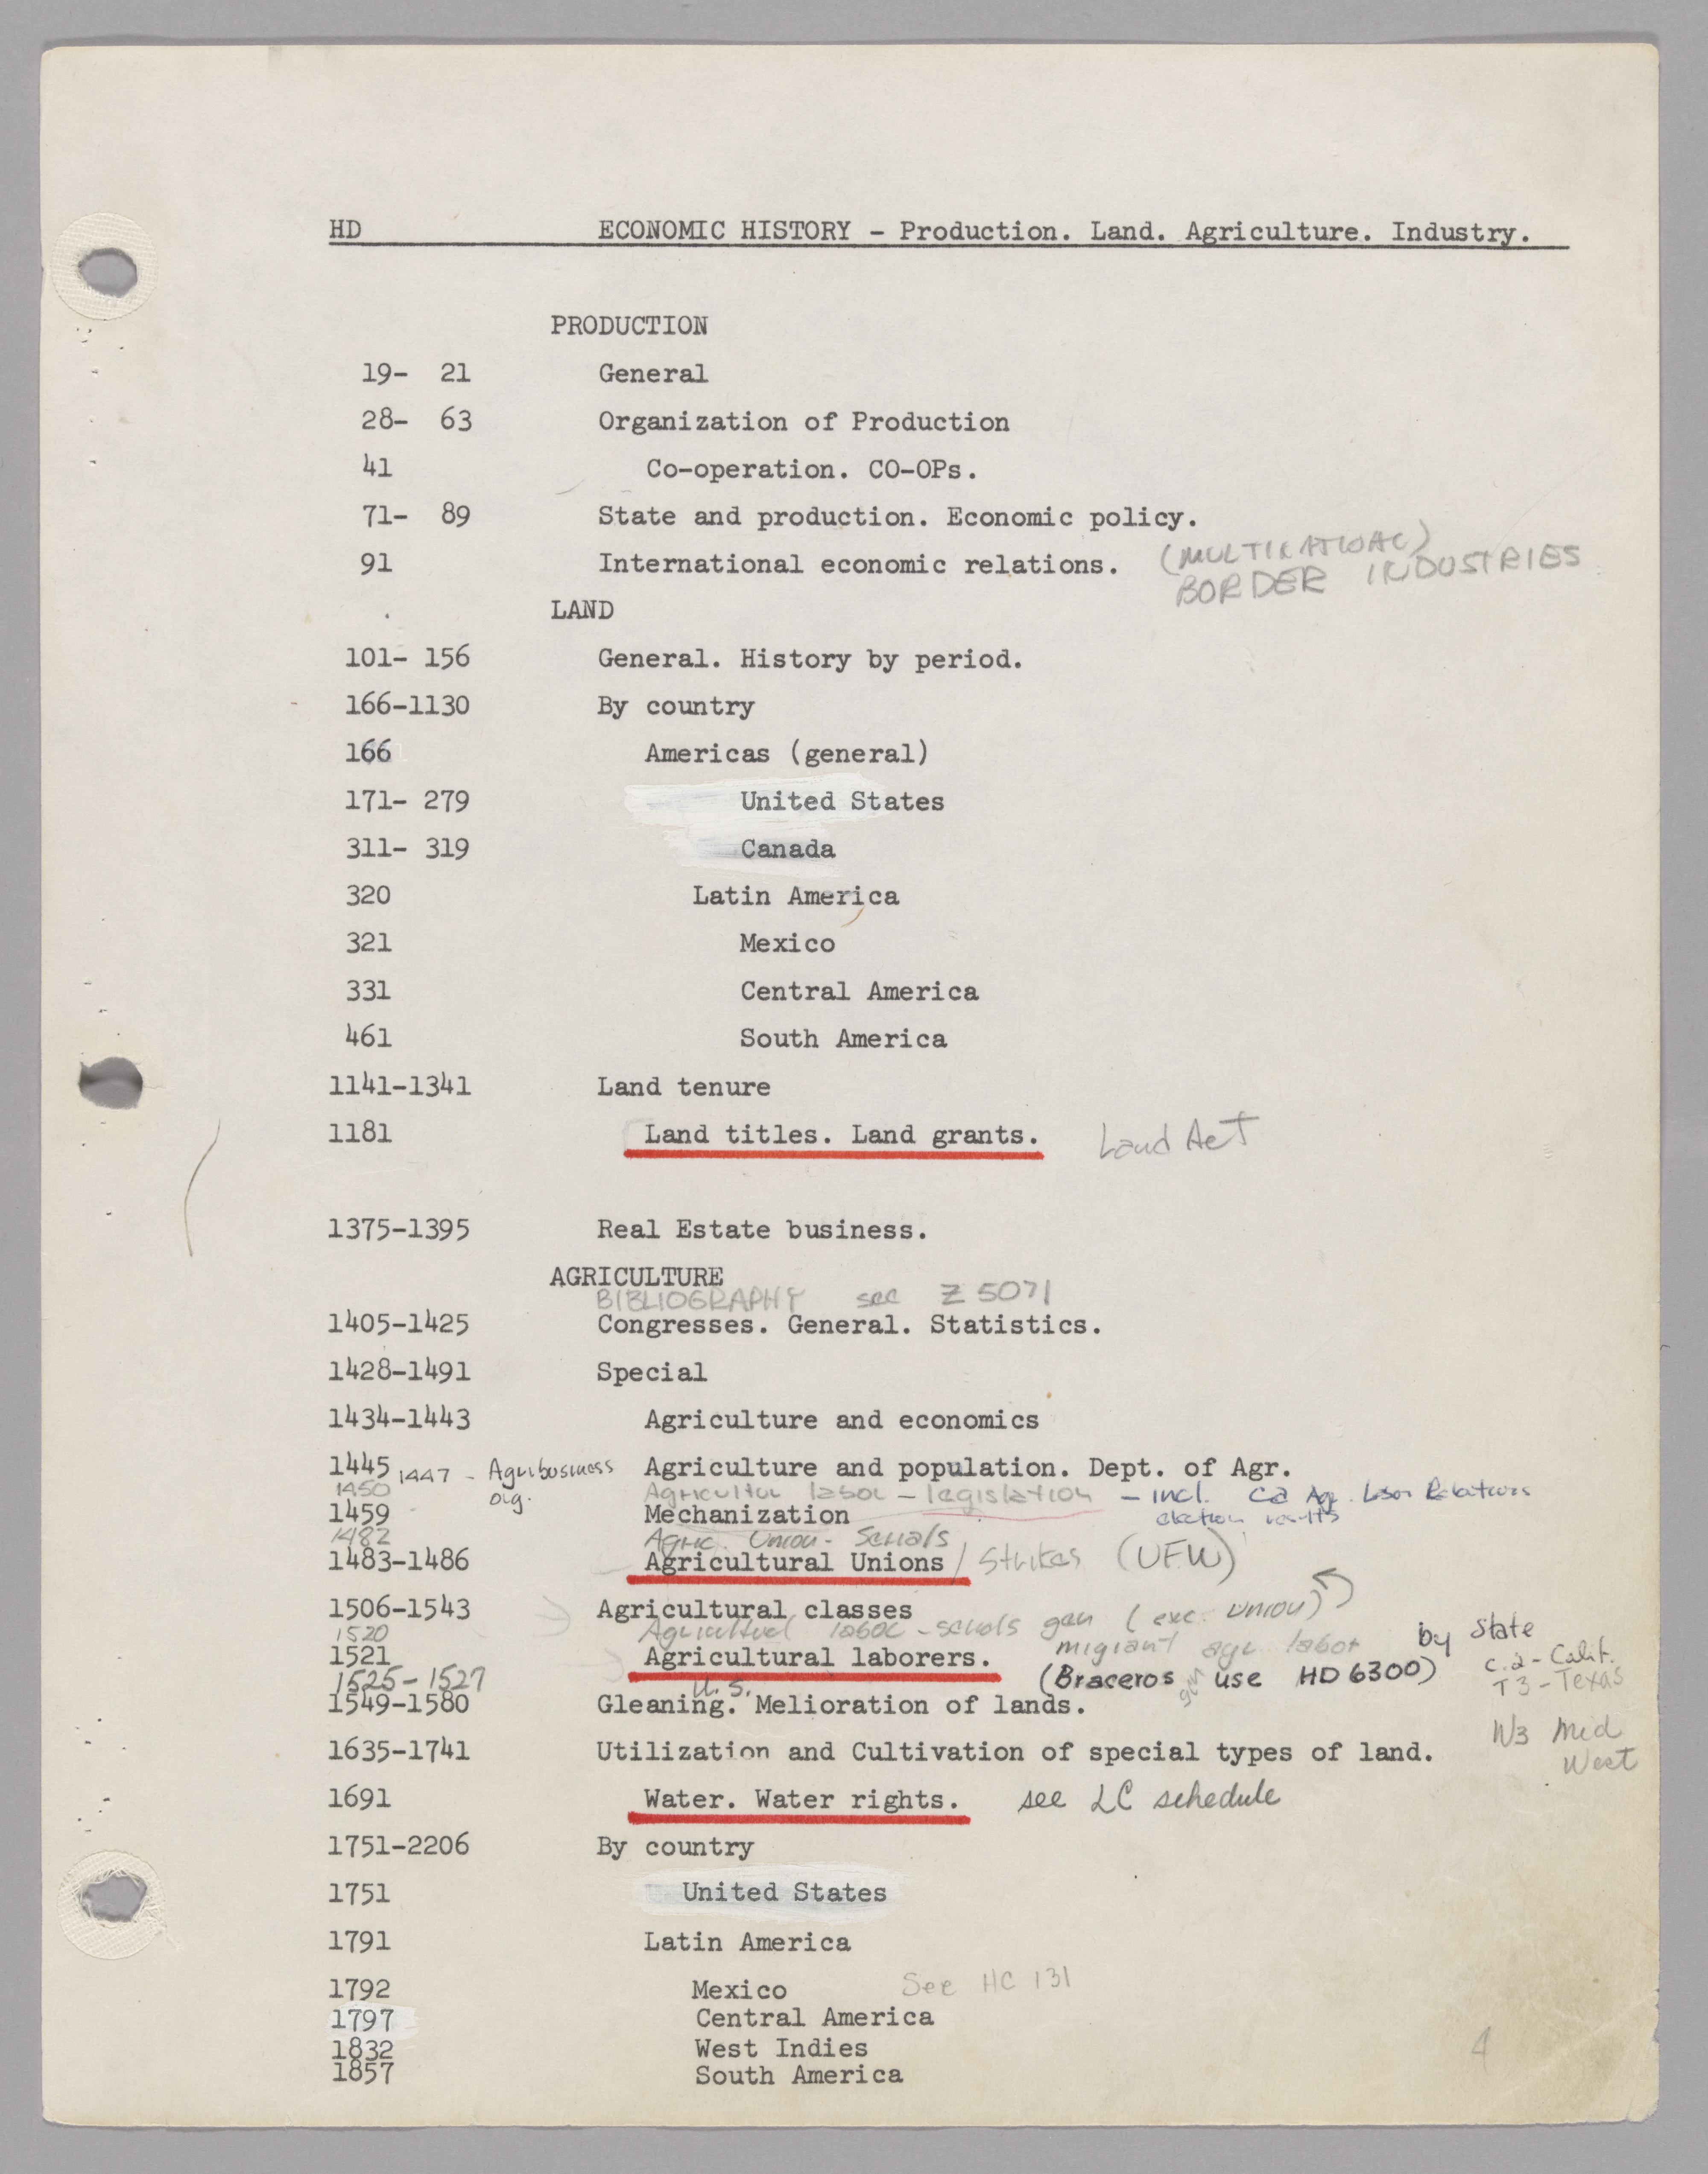 HD ECONOMIC HISTORY - Production. Land. Agriculture. Industry.
PRODUCTION
19- 21 General
28- 63 Organization of Production
41 Co-operation. CO-OPs.
71- 89 State and production. Economic policy.
91 International economic relations. (MULTINATIONAL)
BORDER INDUSTRIES
LAND
101- 156 General. History by period.
166-1130 By country
166 Americas (general)
171- 279 United States
311- 319 Canada
320 Latin America
321 Mexico
331 Central America
461 South America
1141-1341 Land tenure
1181 Land titles. Land grants. Land Act
1375-1395 Real Estate business.
AGRICULTURE
BIBLIOGRAPHY see Z 5071
1405-1425 Congresses. General. Statistics.
1428-1491 Special
1434-1443 Agriculture and economics
1445 1447 - Agribusiness Agriculture and population. Dept. of Agr.
org.
1450 Agricultur labor - legislation - incl. Ca Agr. Labor Relations
election results
1459 Mechanization
1482 Agric. Union - Serials
1483-1486 Agricultural Unions / Strikes (UFW)
1506-1543 Agricultural classes
1520 Agricultural labor - serials gen (exc. Union)
1521 Agricultural laborers. migrant agr labor by State
(Braceros use HD 6300) C.2 - Calif.
T3 - Texas
1525-1527 U.S.
1549-1580 Gleaning. Melioration of lands.
1635-1741 Utilization and Cultivation of special types of land. W3 Mid
West
1691 Water. Water rights. see LC schedule
1751-2206 By country
1751 United States
1791 Latin America
1792 Mexico See HC 131
1797 Central America
1832 West Indies
1857 South America
4